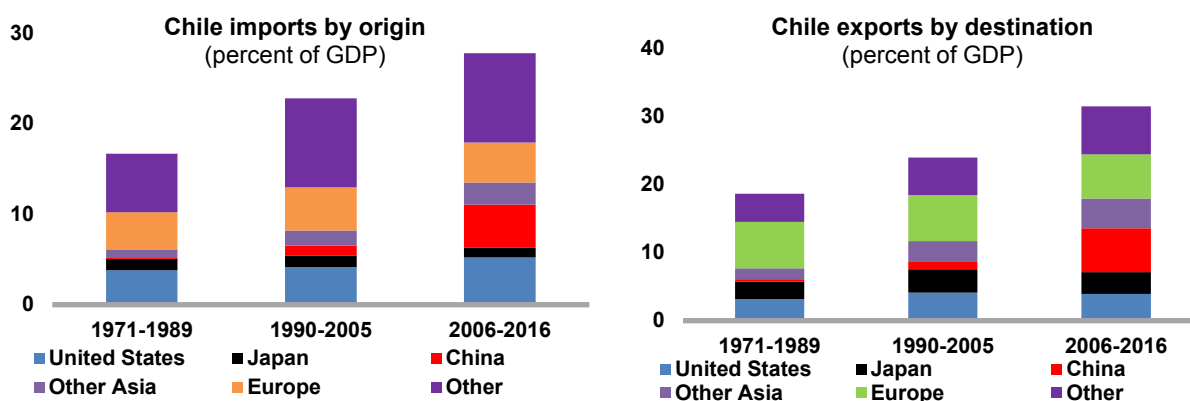 Chile imports by origin
(percent of GDP)
30
20
10
0
1971-1989 1990-2005 2006-2016
United States Japan China
Other Asia Europe Other
Chile exports by destination
(percent of GDP)
40
30
20
10
0
1971-1989 1990-2005 2006-2016
United States Japan China
Other Asia Europe Other